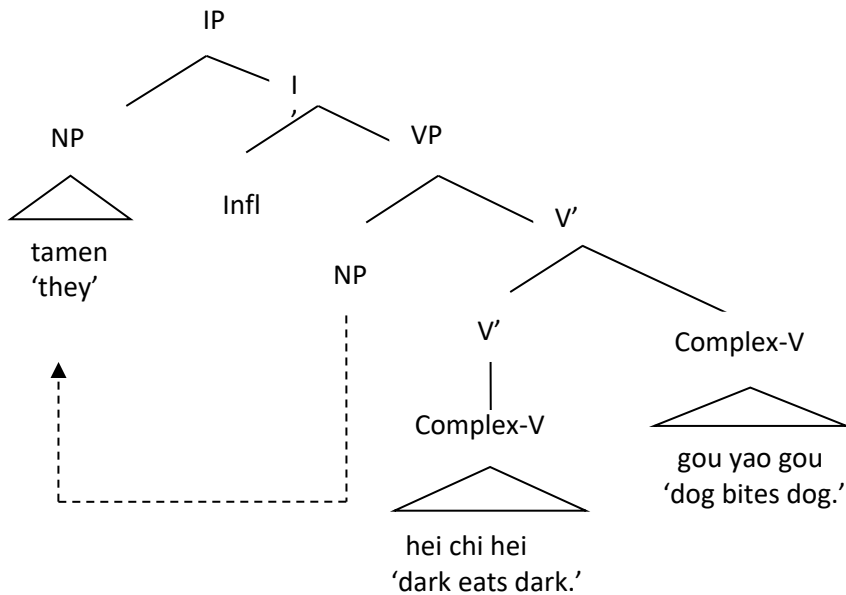 IP
I
’
NP
VP
Infl
V’
tamen
‘they’
NP
V’
Complex-V
Complex-V
gou yao gou
‘dog bites dog.’
hei chi hei
‘dark eats dark.’